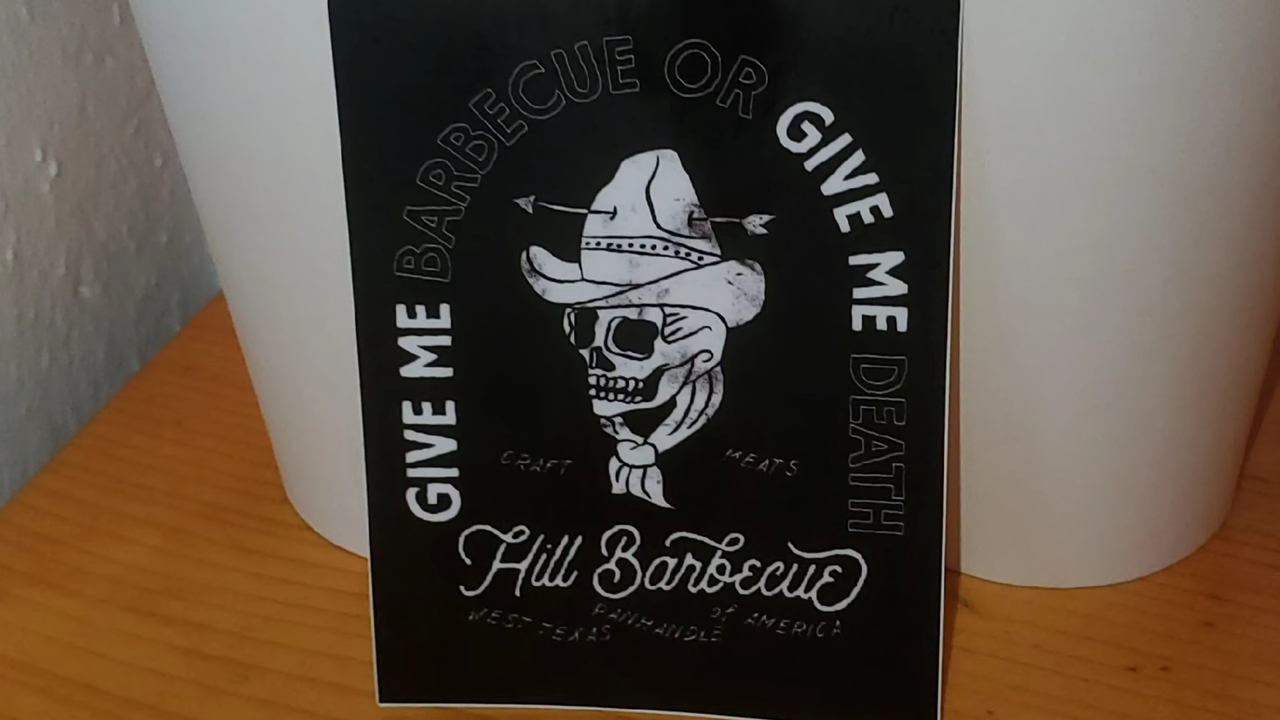 GIVE ME BARBECUE OR GIVE ME DEATH
CRAFT MEATS
Hill Barbecue
WEST TEXAS PANHANDLE of AMERICA